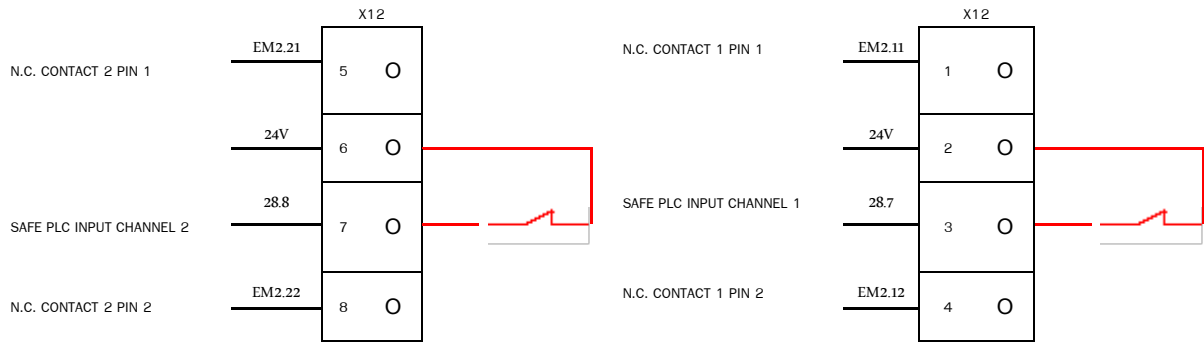 X12
N.C. CONTACT 2 PIN 1
EM2.21
5 O
24V
6 O
SAFE PLC INPUT CHANNEL 2
28.8
7 O
N.C. CONTACT 2 PIN 2
EM2.22
8 O
X12
N.C. CONTACT 1 PIN 1
EM2.11
1 O
24V
2 O
SAFE PLC INPUT CHANNEL 1
28.7
3 O
N.C. CONTACT 1 PIN 2
EM2.12
4 O